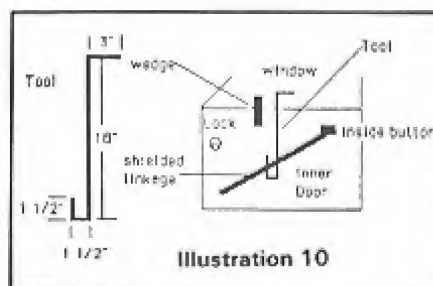 3"
Tool
wedge
window
Tool
18"
Lock
Inside button
shielded
linkege
Inner
Door
1 1/2"
1 1/2"
Illustration 10